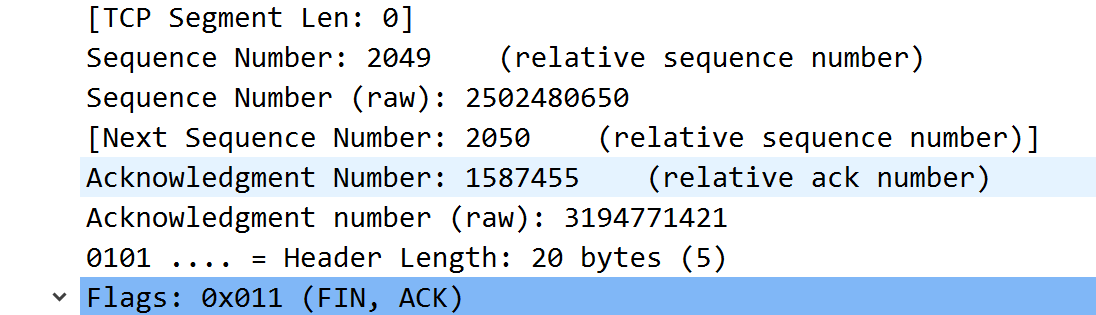 [TCP Segment Len: 0]
Sequence Number: 2049    (relative sequence number)
Sequence Number (raw): 2502480650
[Next Sequence Number: 2050    (relative sequence number)]
Acknowledgment Number: 1587455    (relative ack number)
Acknowledgment number (raw): 3194771421
0101 .... = Header Length: 20 bytes (5)
Flags: 0x011 (FIN, ACK)